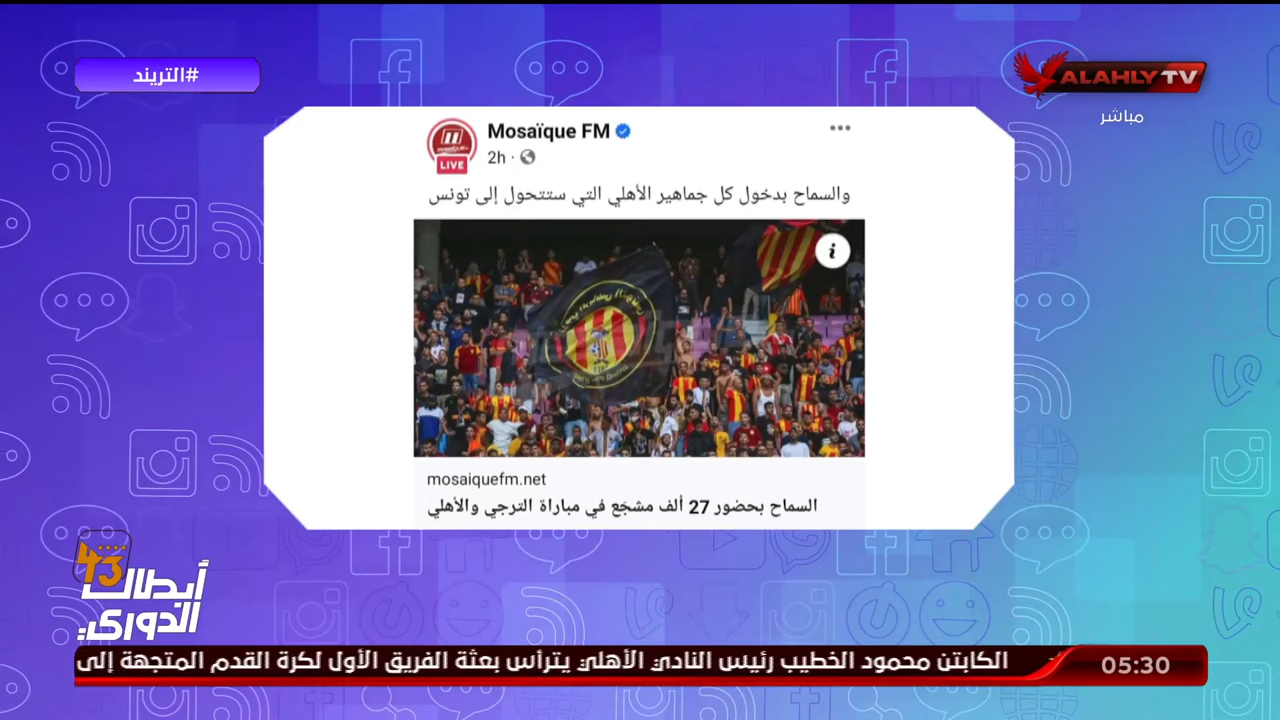 #التريند
ALAHLY TV
مباشر
Mosaïque FM
LIVE
2h ·
والسماح بدخول كل جماهير الأهلي التي ستتحول إلى تونس
mosaiquefm.net
السماح بحضور 27 ألف مشجَع في مباراة الترجي والأهلي
43
أبطال
الدوري
الكابتن محمود الخطيب رئيس النادي الأهلي يترأس بعثة الفريق الأول لكرة القدم المتجهة إلى
05:30